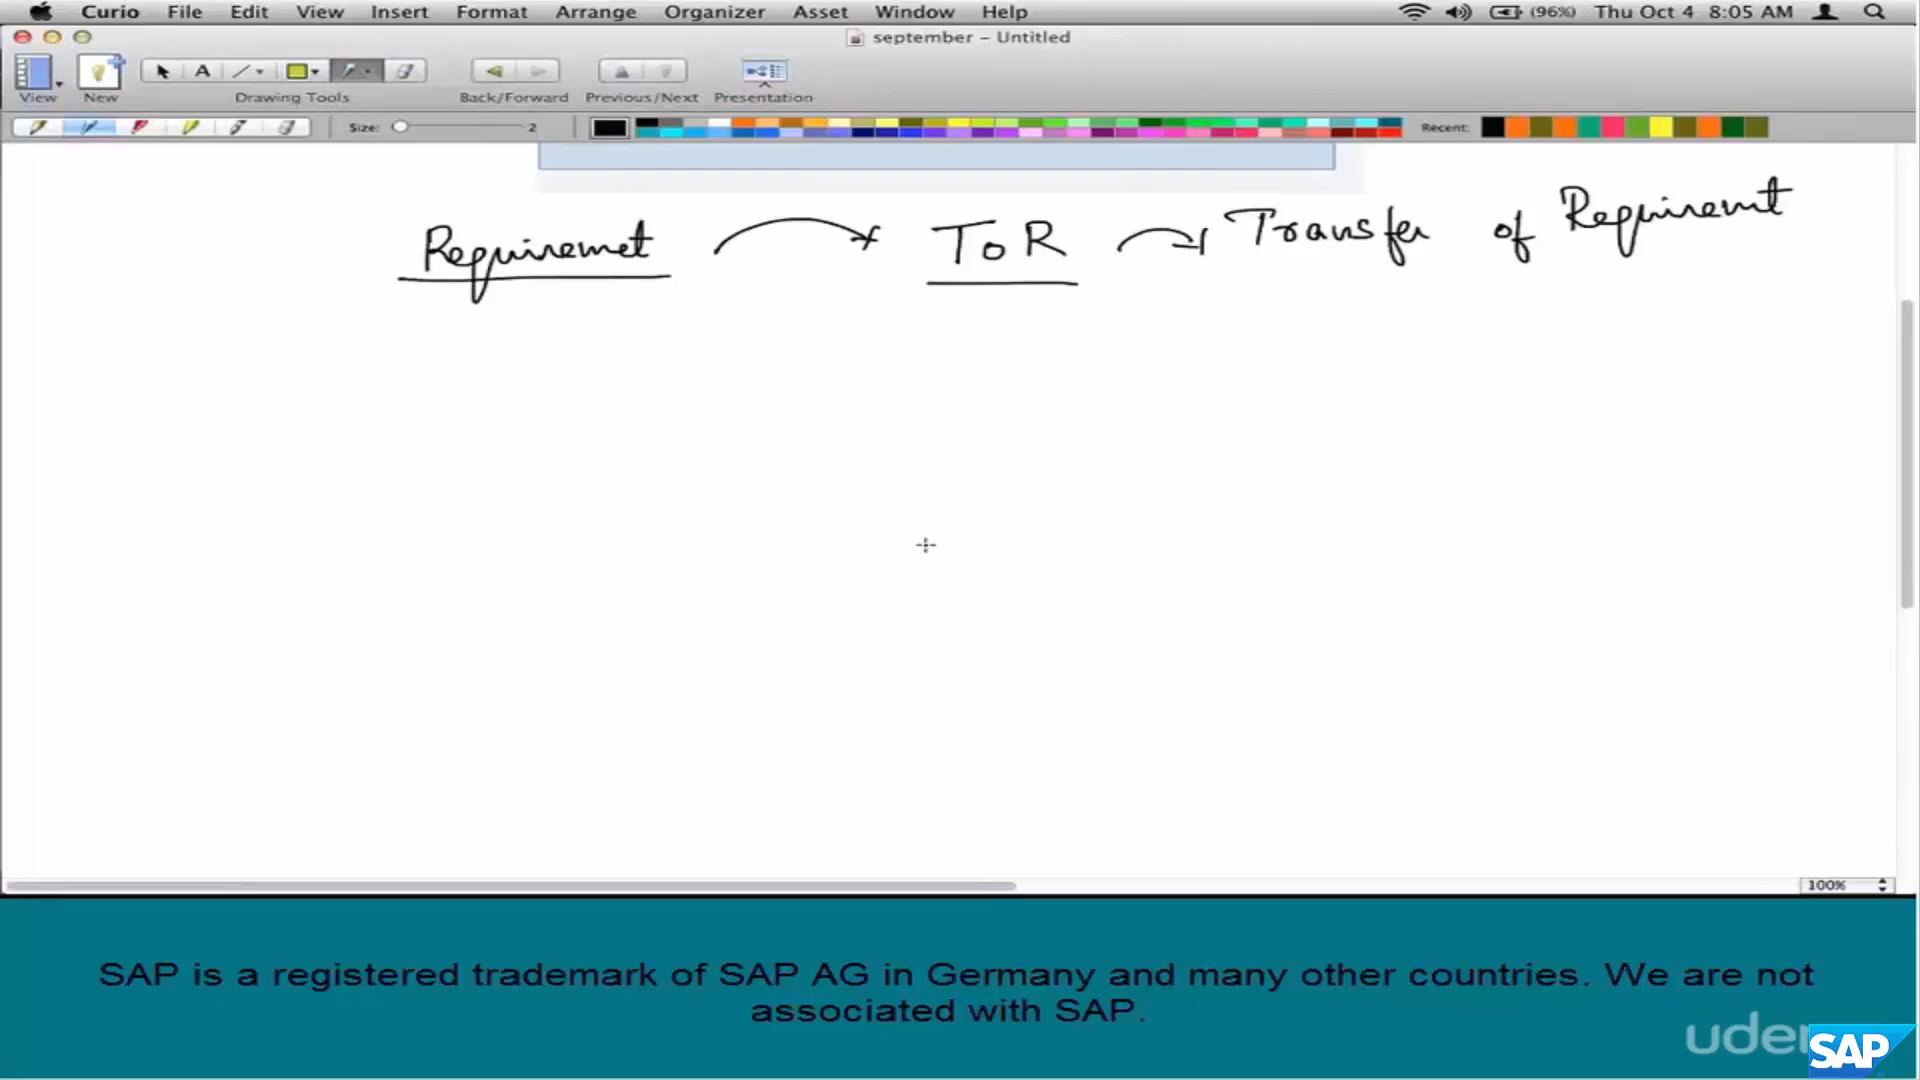 Curio File Edit View Insert Format Arrange Organizer Asset Window Help (96%) Thu Oct 4 8:05 AM
september – Untitled
A
View New Drawing Tools Back/Forward Previous/Next Presentation
Size: 2 Recent:
Requiremet ToR Transfer of Requiremnt
100%
SAP is a registered trademark of SAP AG in Germany and many other countries. We are not
associated with SAP.
SAP